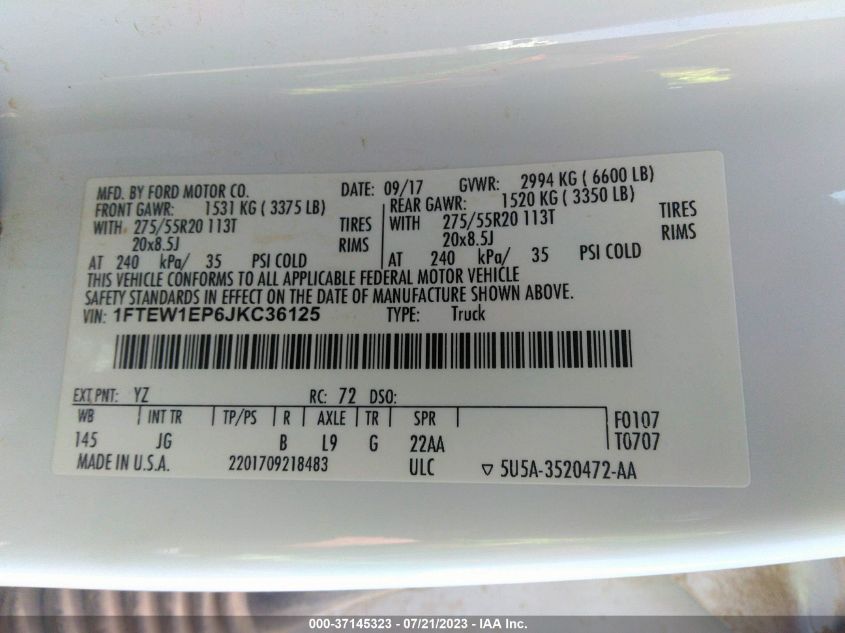 MFD. BY FORD MOTOR CO. DATE: 09/17 GVWR: 2994 KG ( 6600 LB)
FRONT GAWR: 1531 KG ( 3375 LB) REAR GAWR: 1520 KG ( 3350 LB)
WITH 275/55R20 113T TIRES WITH 275/55R20 113T TIRES
20x8.5J RIMS 20x8.5J RIMS
AT 240 kPa/ 35 PSI COLD AT 240 kPa/ 35 PSI COLD
THIS VEHICLE CONFORMS TO ALL APPLICABLE FEDERAL MOTOR VEHICLE
SAFETY STANDARDS IN EFFECT ON THE DATE OF MANUFACTURE SHOWN ABOVE.
VIN: 1FTEW1EP6JKC36125 TYPE: Truck
EXT PNT: YZ RC: 72 DSO:
WB INT TR TP/PS R AXLE TR SPR F0107
145 JG B L9 G 22AA T0707
MADE IN U.S.A. 2201709218483 ULC ▽ 5U5A-3520472-AA
000-37145323 / 07/21/2023 - IAA Inc.